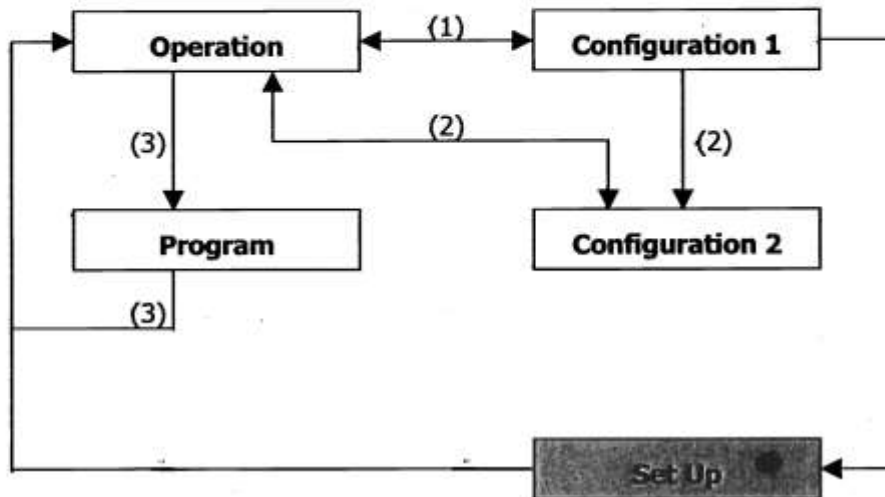 Operation
(1)
Configuration 1
(3)
(2)
(2)
Program
Configuration 2
(3)
Set Up